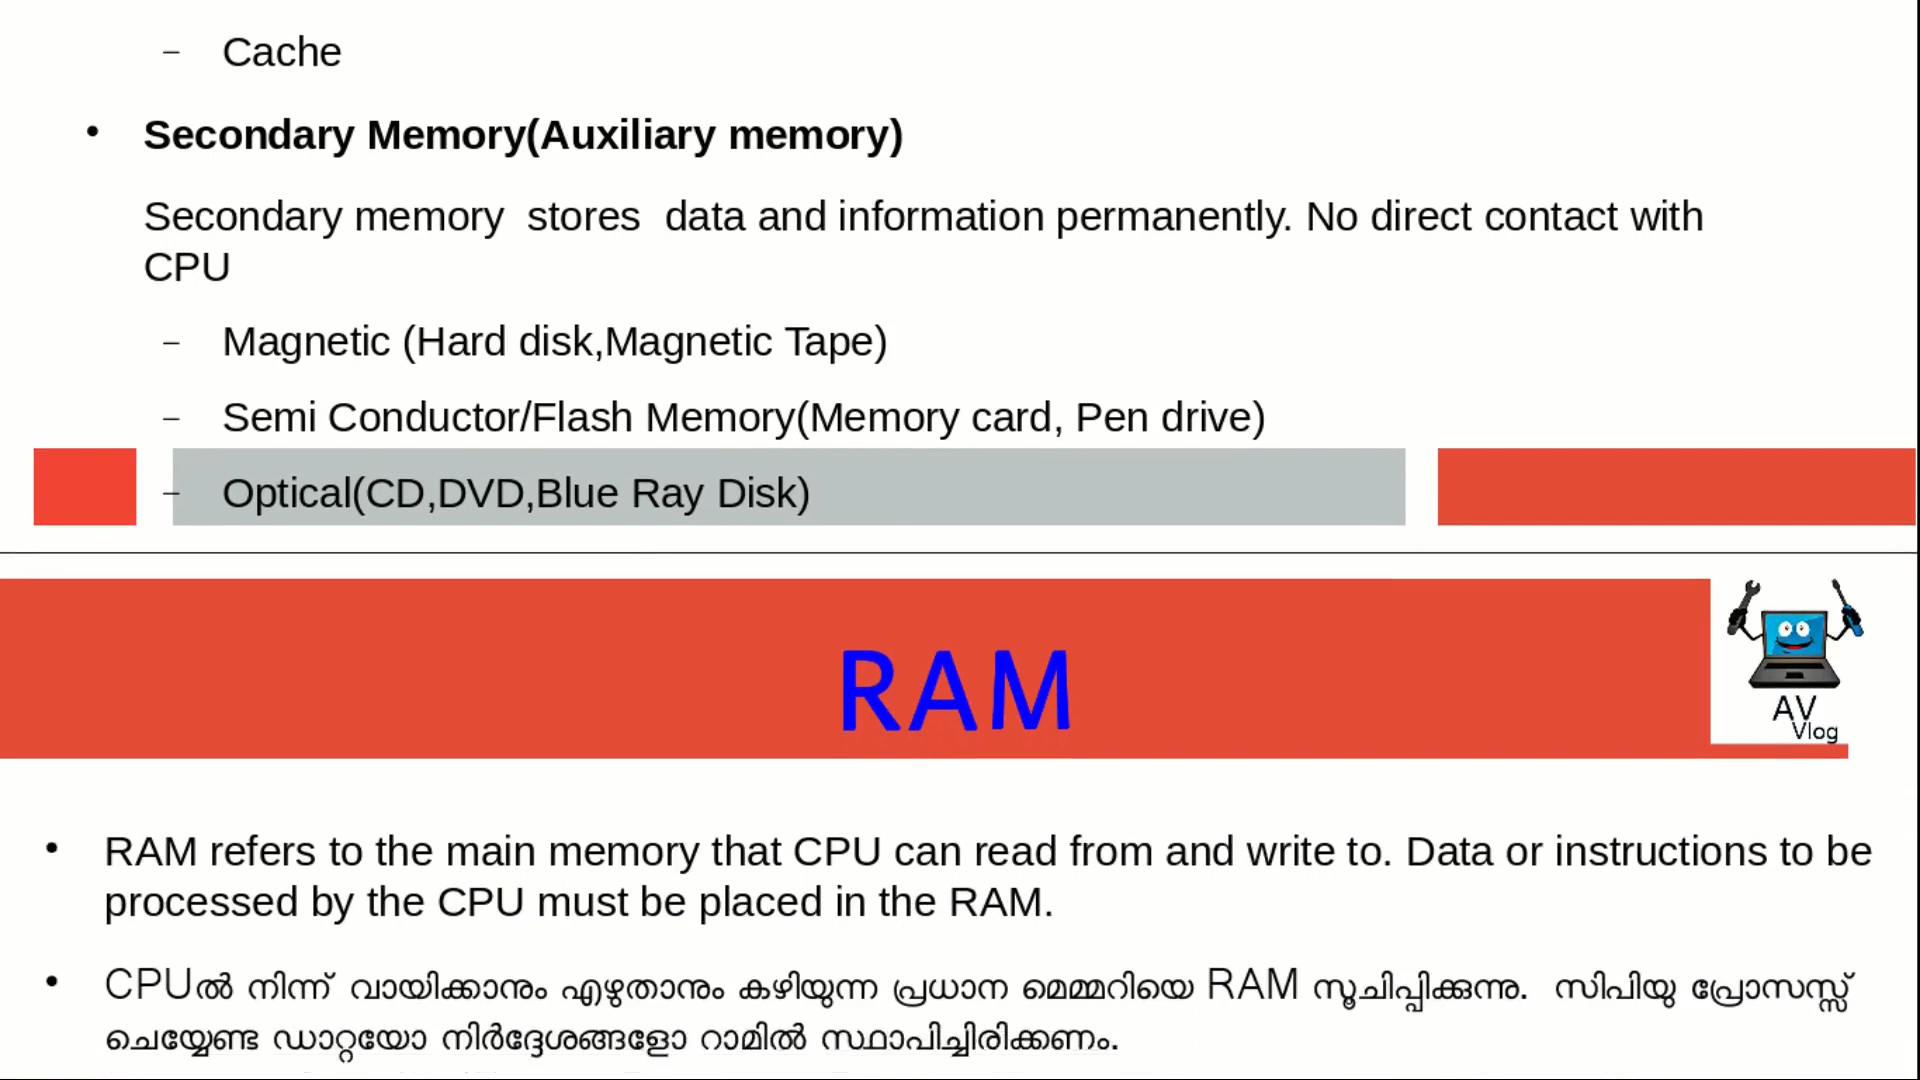 – Cache
• Secondary Memory(Auxiliary memory)
Secondary memory stores data and information permanently. No direct contact with
CPU
– Magnetic (Hard disk,Magnetic Tape)
– Semi Conductor/Flash Memory(Memory card, Pen drive)
– Optical(CD,DVD,Blue Ray Disk)
RAM
AV
Vlog
• RAM refers to the main memory that CPU can read from and write to. Data or instructions to be
processed by the CPU must be placed in the RAM.
• CPUൽ നിന്ന് വായിക്കാനും എഴുതാനും കഴിയുന്ന പ്രധാന മെമ്മറിയെ RAM സൂചിപ്പിക്കുന്നു. സിപിയു പ്രോസസ്സ്
ചെയ്യേണ്ട ഡാറ്റയോ നിർദ്ദേശങ്ങളോ റാമിൽ സ്ഥാപിച്ചിരിക്കണം.